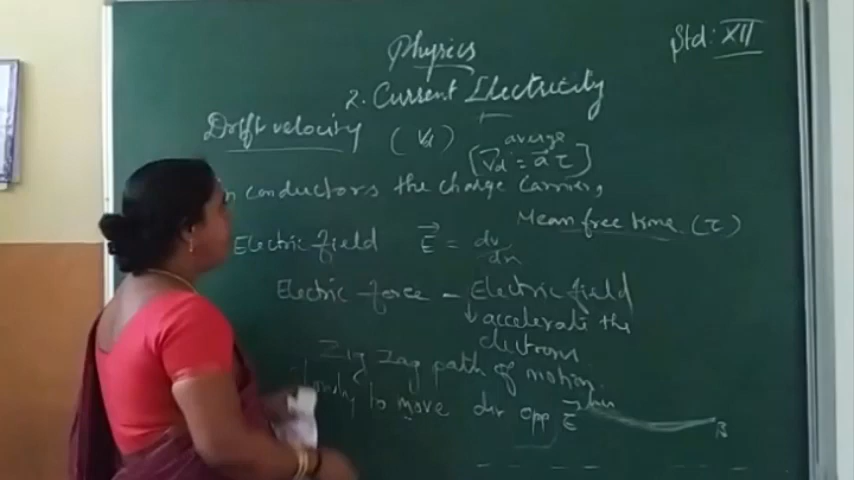 Physics
Std: XII
2. Current Electricity
Drift velocity (Vd)
average
[Vd = a τ]
n conductors the charge carrier,
Mean free time. (τ)
Electric field E = dv/dx
Electric force - Electric field
↓ accelerate the
electrons
Zig Zag path of motion.
to move dir opp E
B